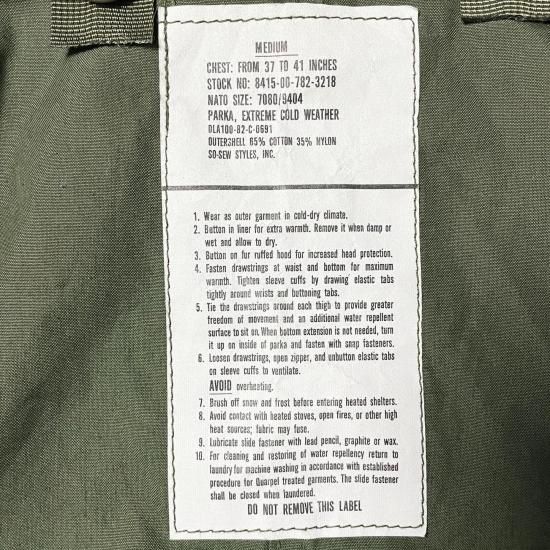 MEDIUM
CHEST: FROM 37 TO 41 INCHES
STOCK NO: 8415-00-782-3218
NATO SIZE: 7080/9404
PARKA, EXTREME COLD WEATHER
DLA100-82-C-0691
OUTERSHELL 65% COTTON 35% NYLON
SO-SEW STYLES, INC.
1. Wear as outer garment in cold-dry climate.
2. Button in liner for extra warmth. Remove it when damp or
wet and allow to dry.
3. Button on fur ruffed hood for increased head protection.
4. Fasten drawstrings at waist and bottom for maximum
warmth. Tighten sleeve cuffs by drawing elastic tabs
tightly around wrists and buttoning tabs.
5. Tie the drawstrings around each thigh to provide greater
freedom of movement and an additional water repellent
surface to sit on. When bottom extension is not needed, turn
it up on inside of parka and fasten with snap fasteners.
6. Loosen drawstrings, open zipper, and unbutton elastic tabs
on sleeve cuffs to ventilate.
AVOID overheating.
7. Brush off snow and frost before entering heated shelters.
8. Avoid contact with heated stoves, open fires, or other high
heat sources; fabric may fuse.
9. Lubricate slide fastener with lead pencil, graphite or wax.
10. For cleaning and restoring of water repellency return to
laundry for machine washing in accordance with established
procedure for Quarpel treated garments. The slide fastener
shall be closed when laundered.
DO NOT REMOVE THIS LABEL